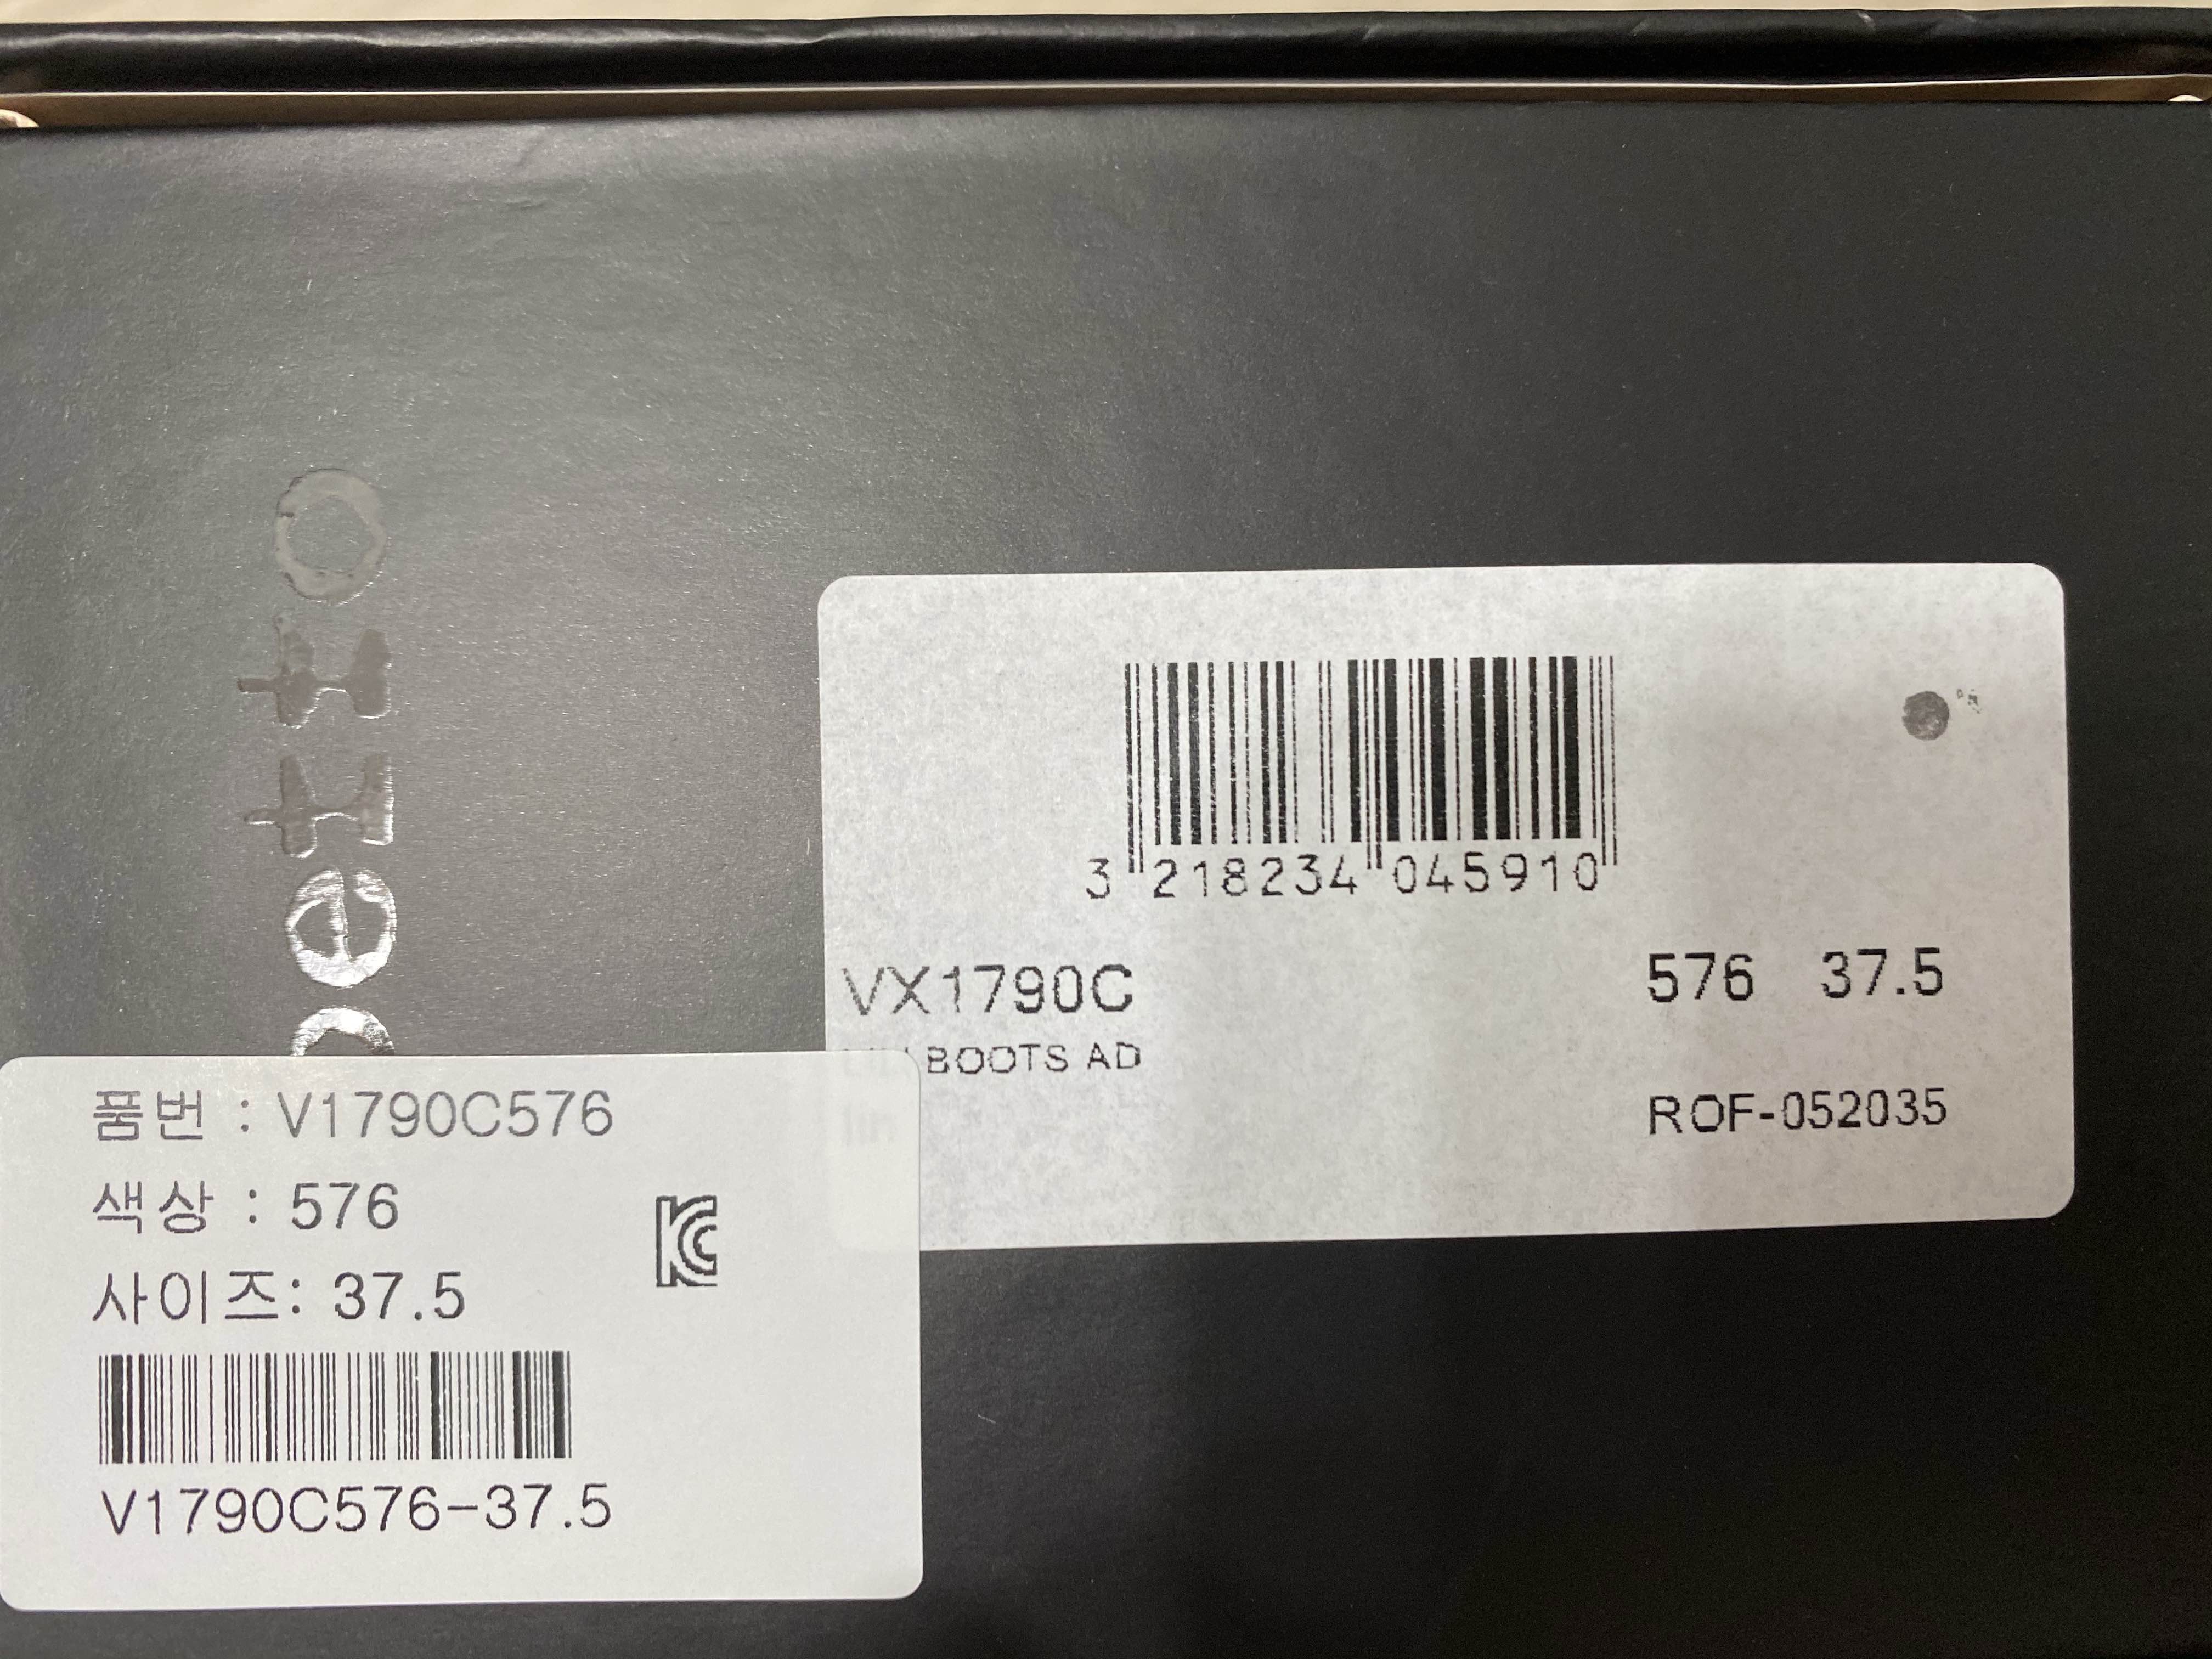 etto
3 218234 045910
VX1790C 576 37.5
BOOTS AD
ROF-052035
품번 : V1790C576
색상 : 576
사이즈: 37.5
V1790C576-37.5